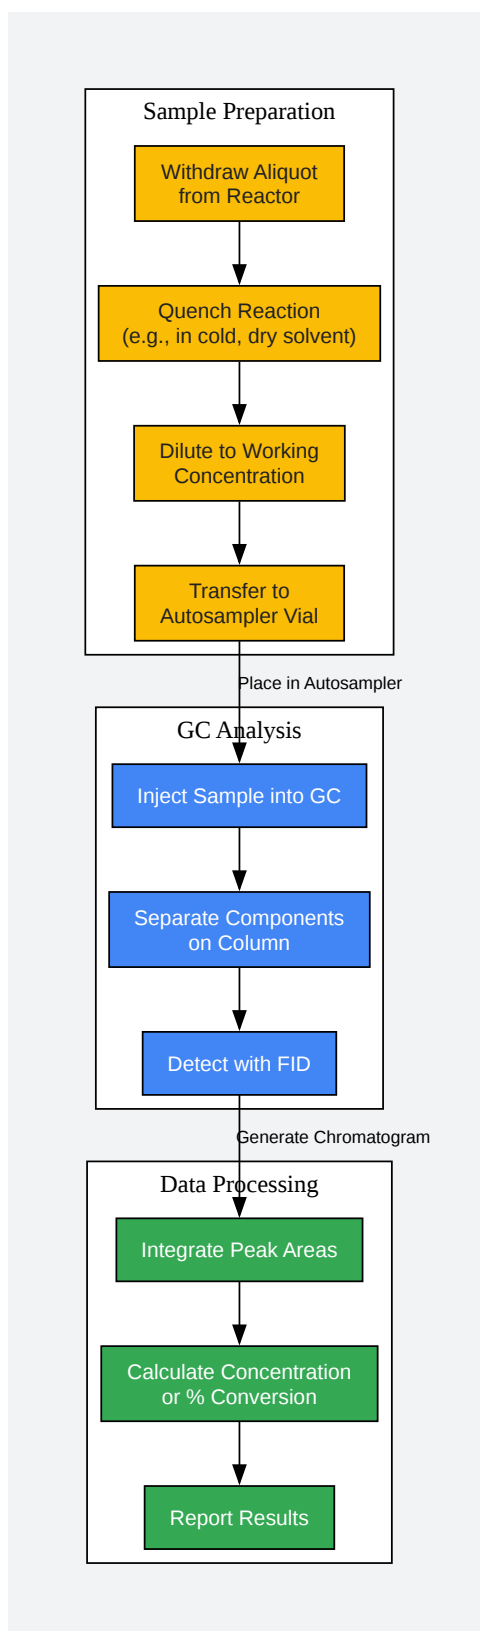 Sample Preparation
Withdraw Aliquot
from Reactor
Quench Reaction
(e.g., in cold, dry solvent)
Dilute to Working
Concentration
Transfer to
Autosampler Vial
Place in Autosampler
GC Analysis
Inject Sample into GC
Separate Components
on Column
Detect with FID
Generate Chromatogram
Data Processing
Integrate Peak Areas
Calculate Concentration
or % Conversion
Report Results